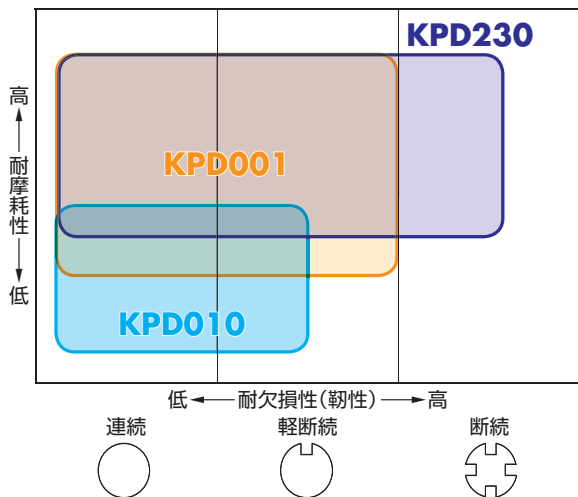 KPD230
高
耐摩耗性
低
KPD001
KPD010
低 耐欠損性(靭性) 高
連続 軽断続 断続